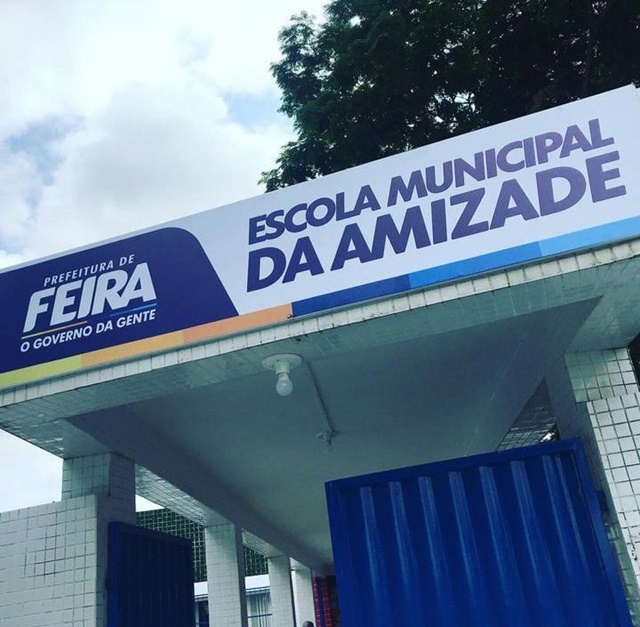 PREFEITURA DE
FEIRA
O GOVERNO DA GENTE
ESCOLA MUNICIPAL
DA AMIZADE